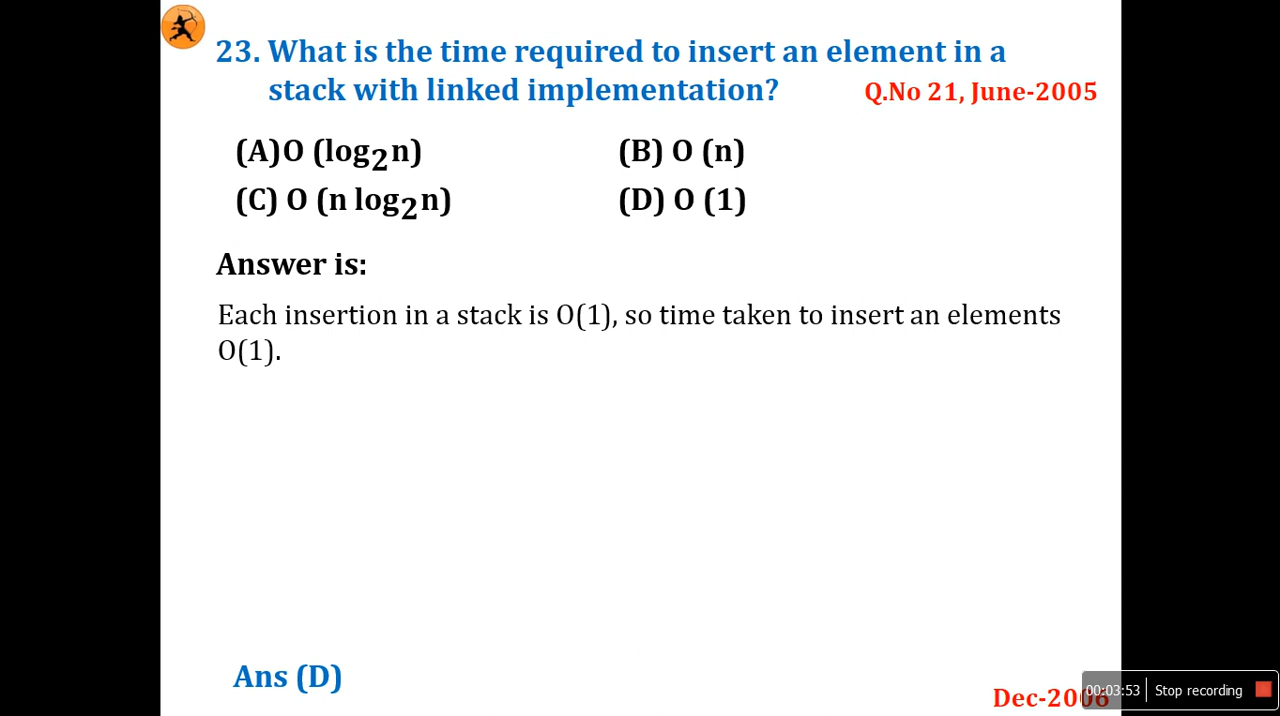 23. What is the time required to insert an element in a
stack with linked implementation? Q.No 21, June-2005
(A)O (log2n) (B) O (n)
(C) O (n log2n) (D) O (1)
Answer is:
Each insertion in a stack is O(1), so time taken to insert an elements
O(1).
Ans (D)
00:03:53 Stop recording
Dec-2006